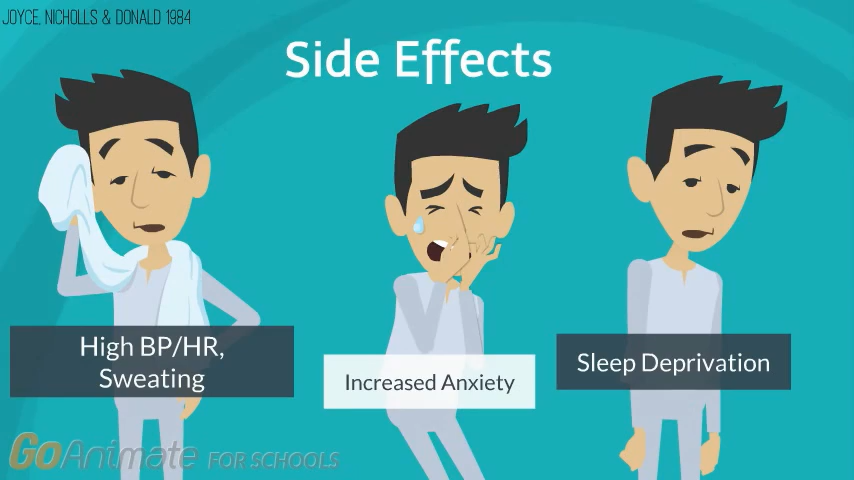 JOYCE, NICHOLLS & DONALD 1984
Side Effects
High BP/HR,
Sweating
Increased Anxiety
Sleep Deprivation
GoAnimate FOR SCHOOLS